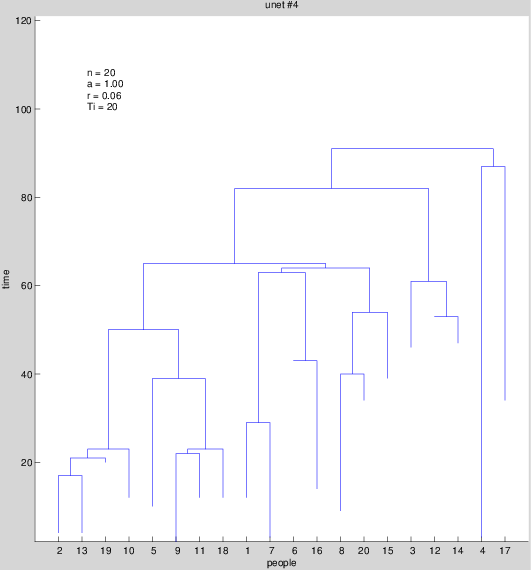 unet #4
120
n = 20
a = 1.00
r = 0.06
Ti = 20
100
80
60
40
20
time
2 13 19 10 5 9 11 18 1 7 6 16 8 20 15 3 12 14 4 17
people